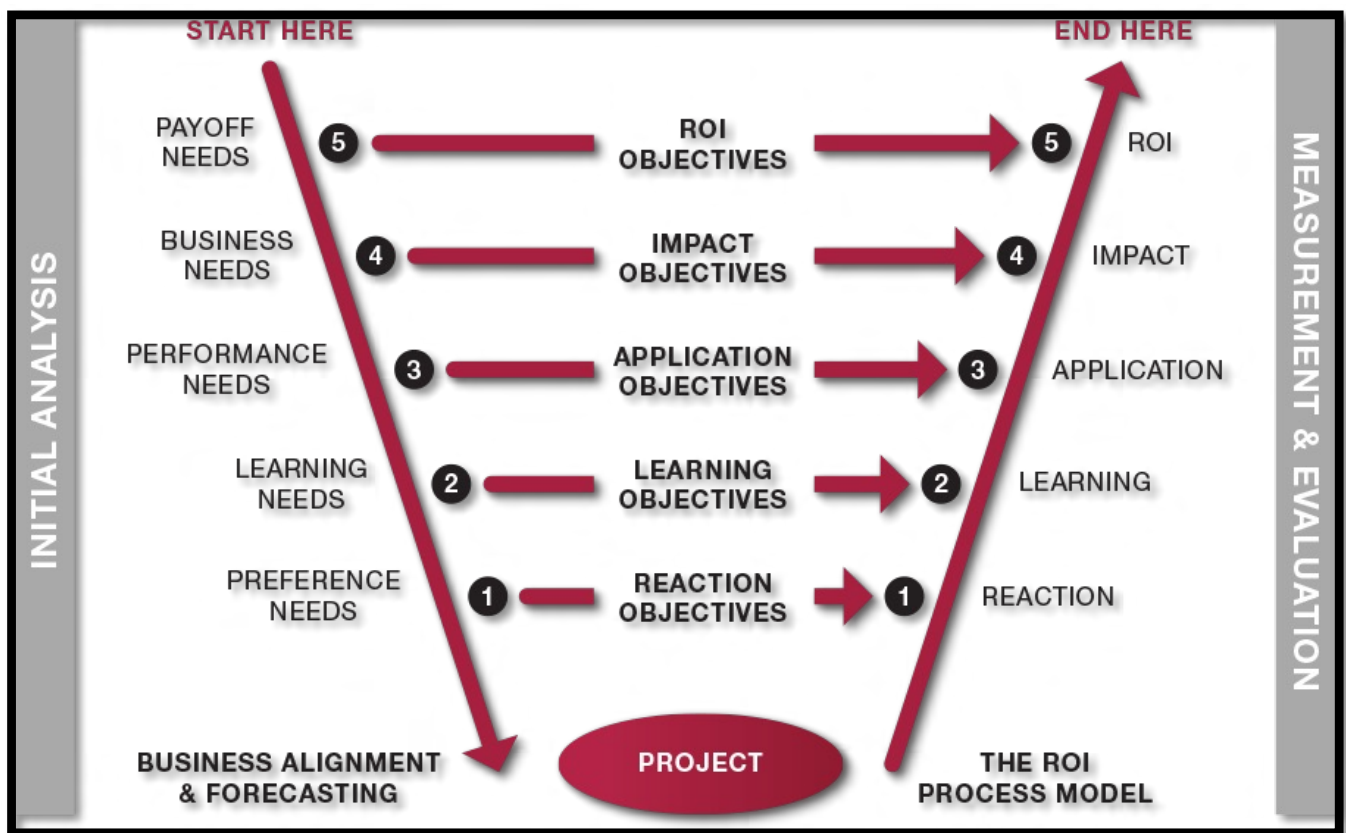 START HERE
END HERE
INITIAL ANALYSIS
MEASUREMENT & EVALUATION
PAYOFF
NEEDS
5
ROI
OBJECTIVES
5
ROI
BUSINESS
NEEDS
4
IMPACT
OBJECTIVES
4
IMPACT
PERFORMANCE
NEEDS
3
APPLICATION
OBJECTIVES
3
APPLICATION
LEARNING
NEEDS
2
LEARNING
OBJECTIVES
2
LEARNING
PREFERENCE
NEEDS
1
REACTION
OBJECTIVES
1
REACTION
BUSINESS ALIGNMENT
& FORECASTING
PROJECT
THE ROI
PROCESS MODEL